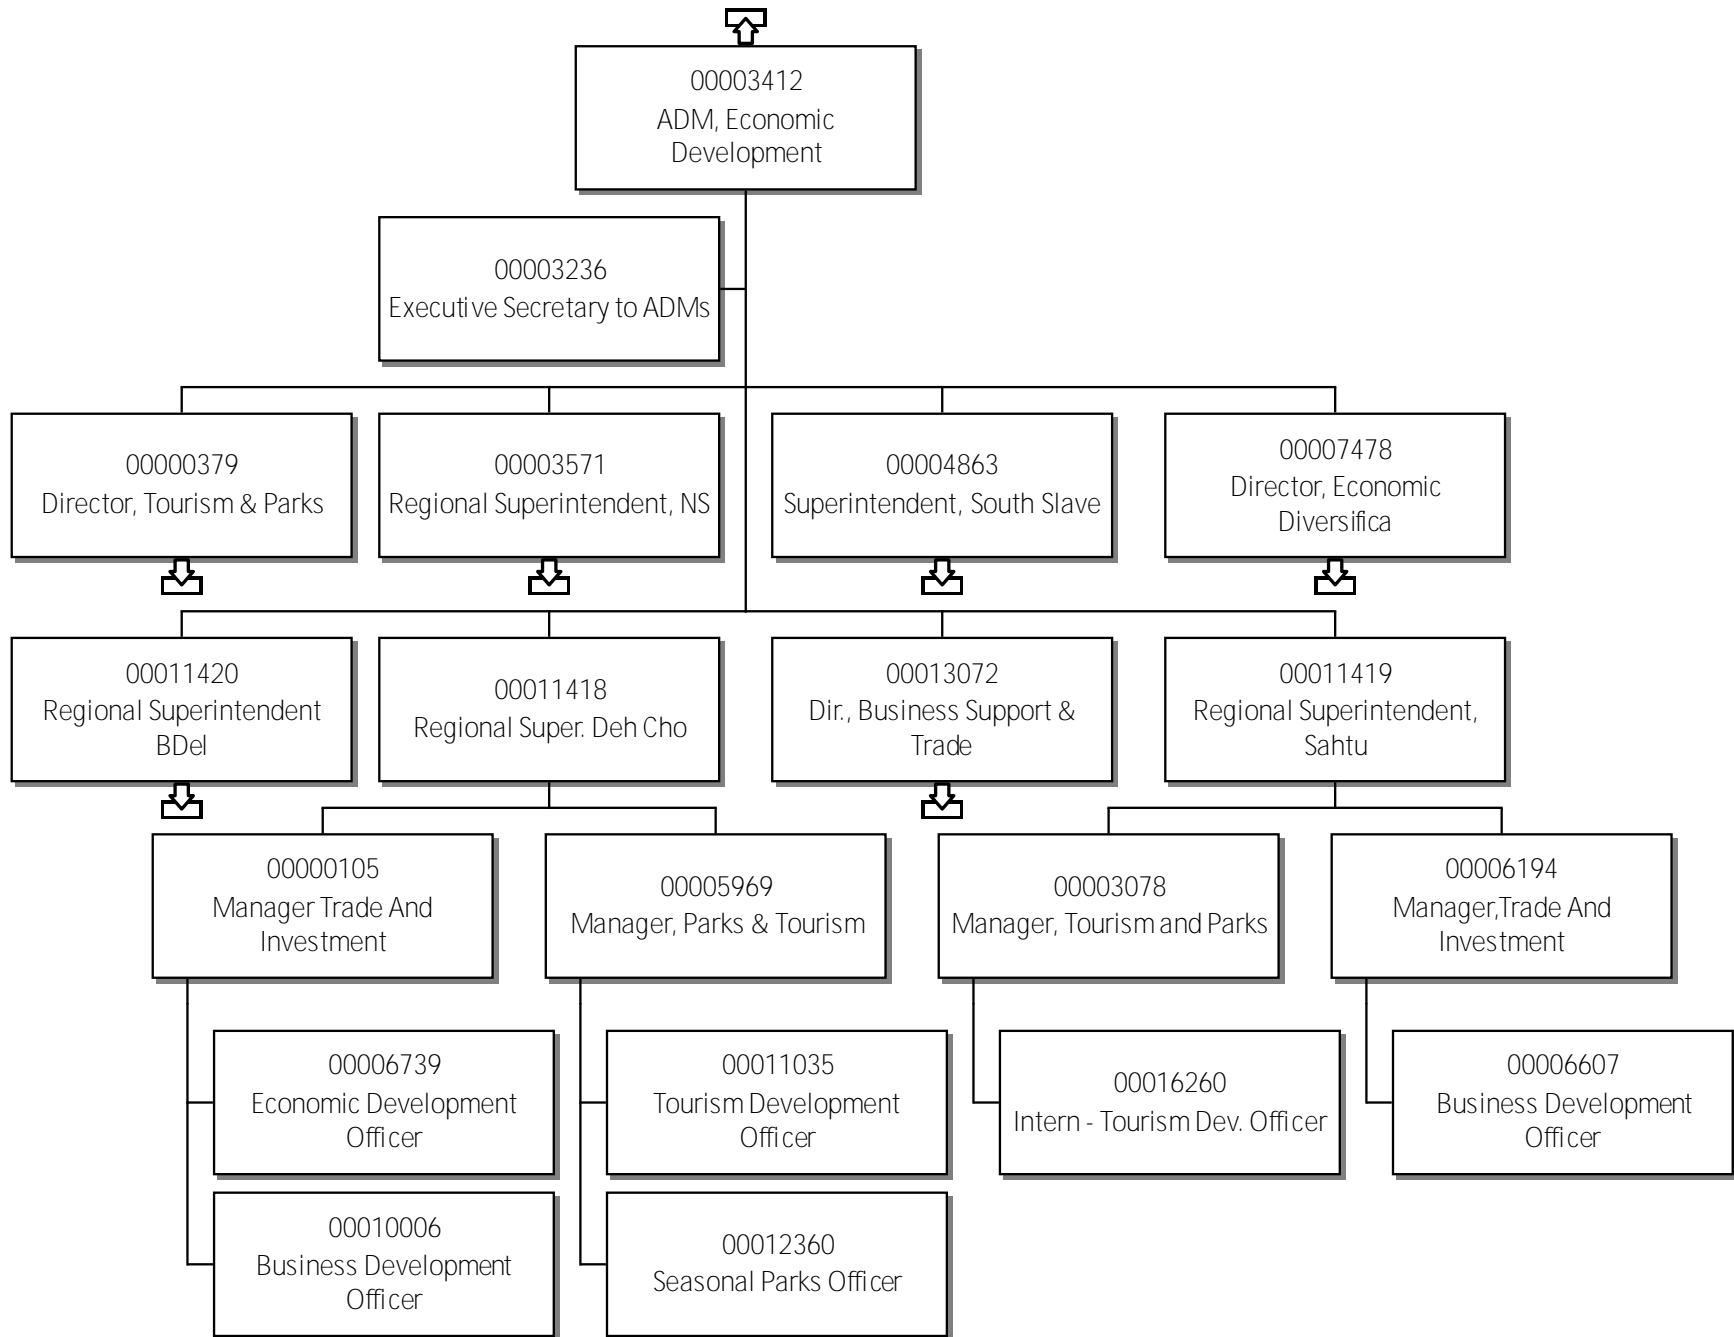 00003412
ADM, Economic
Development
00003236
Executive Secretary to ADMs
00000379
Director, Tourism & Parks
00003571
Regional Superintendent, NS
00004863
Superintendent, South Slave
00007478
Director, Economic
Diversifica
00011420
Regional Superintendent
BDel
00011418
Regional Super. Deh Cho
00013072
Dir., Business Support &
Trade
00011419
Regional Superintendent,
Sahtu
00000105
Manager Trade And
Investment
00005969
Manager, Parks & Tourism
00003078
Manager, Tourism and Parks
00006194
Manager,Trade And
Investment
00006739
Economic Development
Officer
00011035
Tourism Development
Officer
00016260
Intern - Tourism Dev. Officer
00006607
Business Development
Officer
00010006
Business Development
Officer
00012360
Seasonal Parks Officer